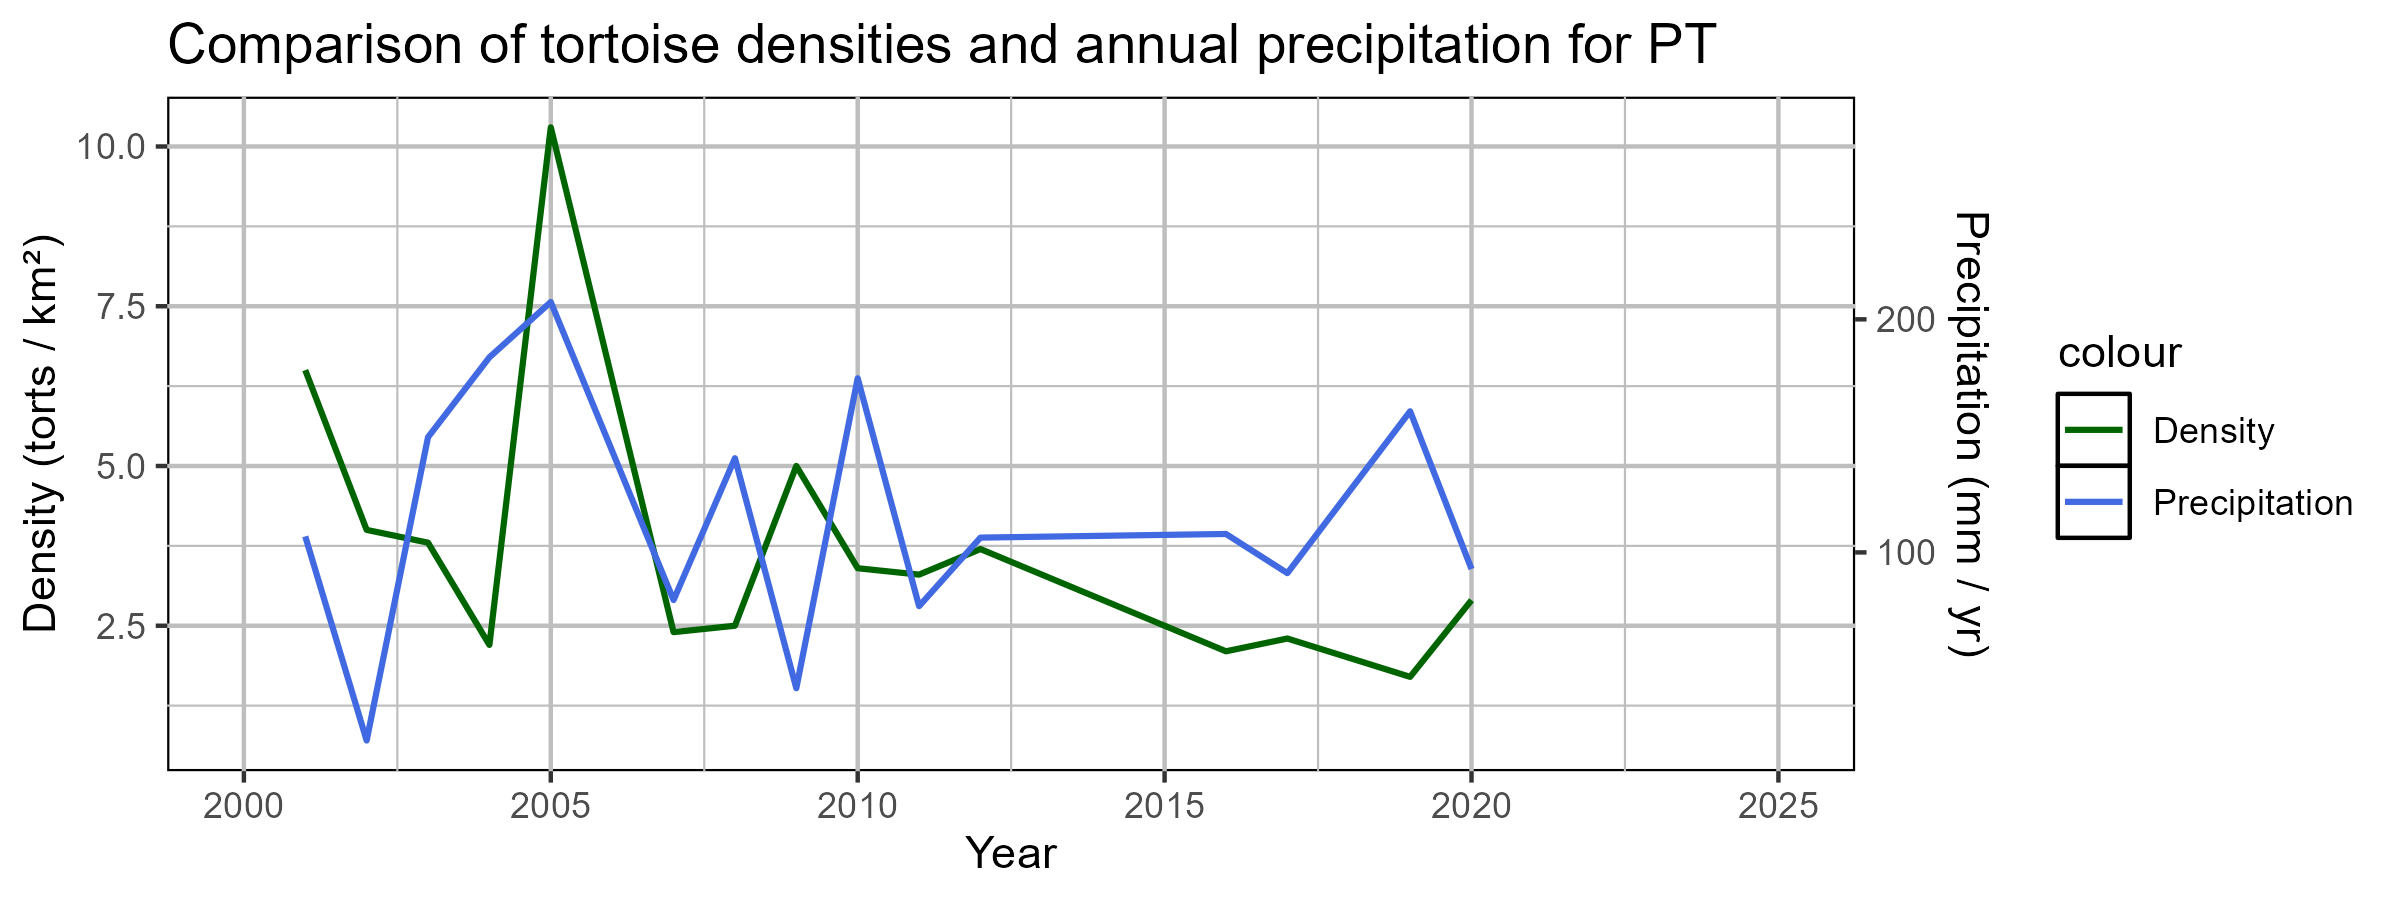 Comparison of tortoise densities and annual precipitation for PT
Density (torts / km²)
10.0
7.5
5.0
2.5
2000
2005
2010
2015
2020
2025
Year
200
100
Precipitation (mm / yr)
colour
Density
Precipitation